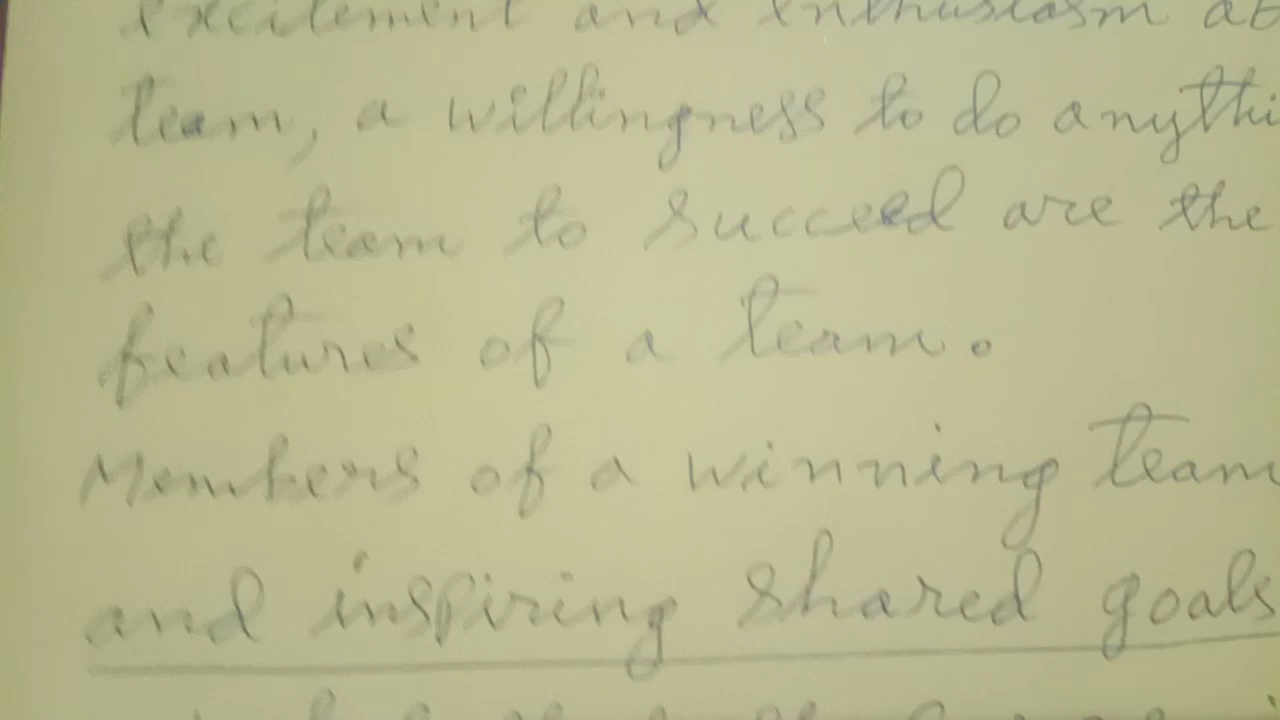 excitement and enthusiasm
team, a willingness to do anythi
the team to succeed are the
features of a team.
Members of a winning team
and inspiring shared goals